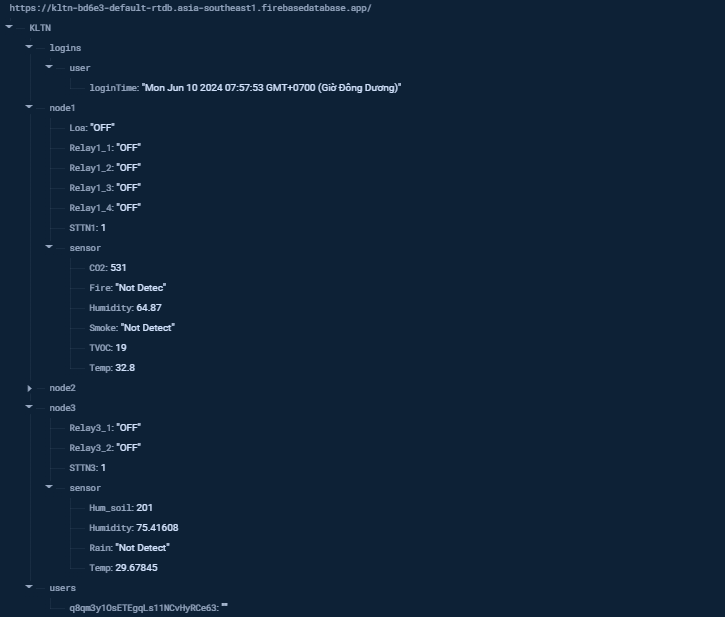 https://kltn-bd6e3-default-rtdb.asia-southeast1.firebasedatabase.app/
KLTN
logins
user
loginTime: "Mon Jun 10 2024 07:57:53 GMT+0700 (Giờ Đông Dương)"
node1
Loa: "OFF"
Relay1_1: "OFF"
Relay1_2: "OFF"
Relay1_3: "OFF"
Relay1_4: "OFF"
STTN1: 1
sensor
CO2: 531
Fire: "Not Detec"
Humidity: 64.87
Smoke: "Not Detect"
TVOC: 19
Temp: 32.8
node2
node3
Relay3_1: "OFF"
Relay3_2: "OFF"
STTN3: 1
sensor
Hum_soil: 201
Humidity: 75.41608
Rain: "Not Detect"
Temp: 29.67845
users
q8qm3y1OsETEgqLs11NCvHyRCe63: ""